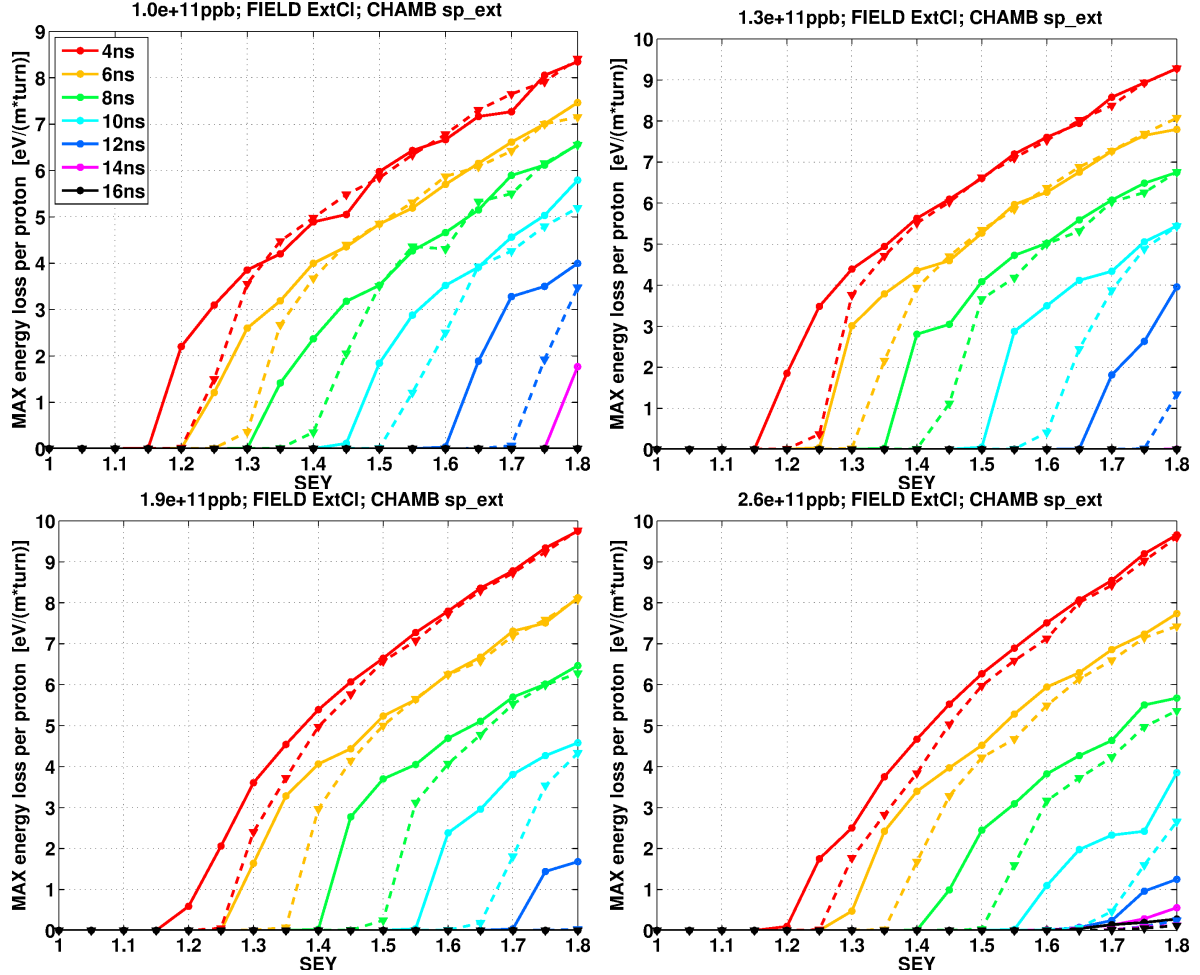 1.0e+11ppb; FIELD ExtCl; CHAMB sp_ext
MAX energy loss per proton [eV/(m*turn)]
9
8
7
6
5
4
3
2
1
0
4ns
6ns
8ns
10ns
12ns
14ns
16ns
1 1.1 1.2 1.3 1.4 1.5 1.6 1.7 1.8
SEY
1.3e+11ppb; FIELD ExtCl; CHAMB sp_ext
MAX energy loss per proton [eV/(m*turn)]
10
9
8
7
6
5
4
3
2
1
0
1 1.1 1.2 1.3 1.4 1.5 1.6 1.7 1.8
SEY
1.9e+11ppb; FIELD ExtCl; CHAMB sp_ext
MAX energy loss per proton [eV/(m*turn)]
10
9
8
7
6
5
4
3
2
1
0
1 1.1 1.2 1.3 1.4 1.5 1.6 1.7 1.8
SEY
2.6e+11ppb; FIELD ExtCl; CHAMB sp_ext
MAX energy loss per proton [eV/(m*turn)]
10
9
8
7
6
5
4
3
2
1
0
1 1.1 1.2 1.3 1.4 1.5 1.6 1.7 1.8
SEY